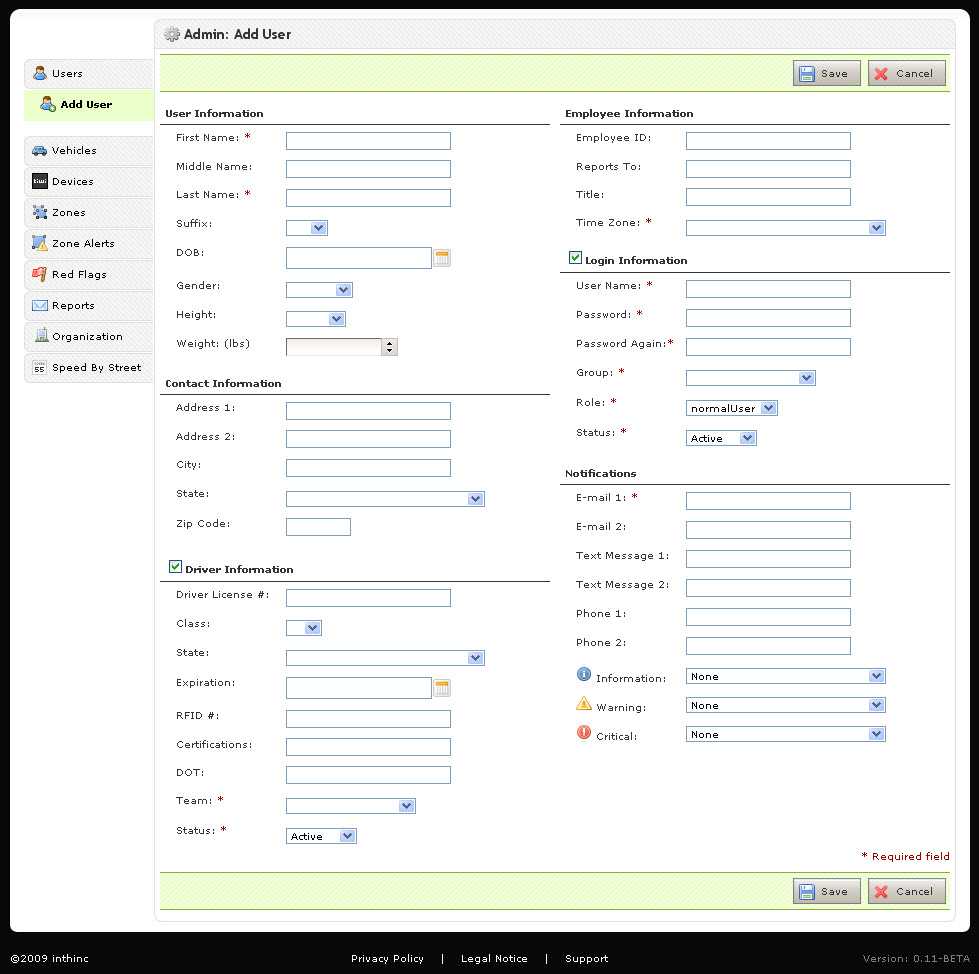 Admin: Add User
Users
Add User
Vehicles
tiwi Devices
Zones
Zone Alerts
Red Flags
Reports
Organization
55 Speed By Street
Save Cancel
User Information
First Name: *
Middle Name:
Last Name: *
Suffix:
DOB:
Gender:
Height:
Weight: (lbs)
Contact Information
Address 1:
Address 2:
City:
State:
Zip Code:
Driver Information
Driver License #:
Class:
State:
Expiration:
RFID #:
Certifications:
DOT:
Team: *
Status: * Active
Employee Information
Employee ID:
Reports To:
Title:
Time Zone: *
Login Information
User Name: *
Password: *
Password Again:*
Group: *
Role: * normalUser
Status: * Active
Notifications
E-mail 1: *
E-mail 2:
Text Message 1:
Text Message 2:
Phone 1:
Phone 2:
Information: None
Warning: None
Critical: None
* Required field
Save Cancel
©2009 inthinc Privacy Policy | Legal Notice | Support Version: 0.11-BETA